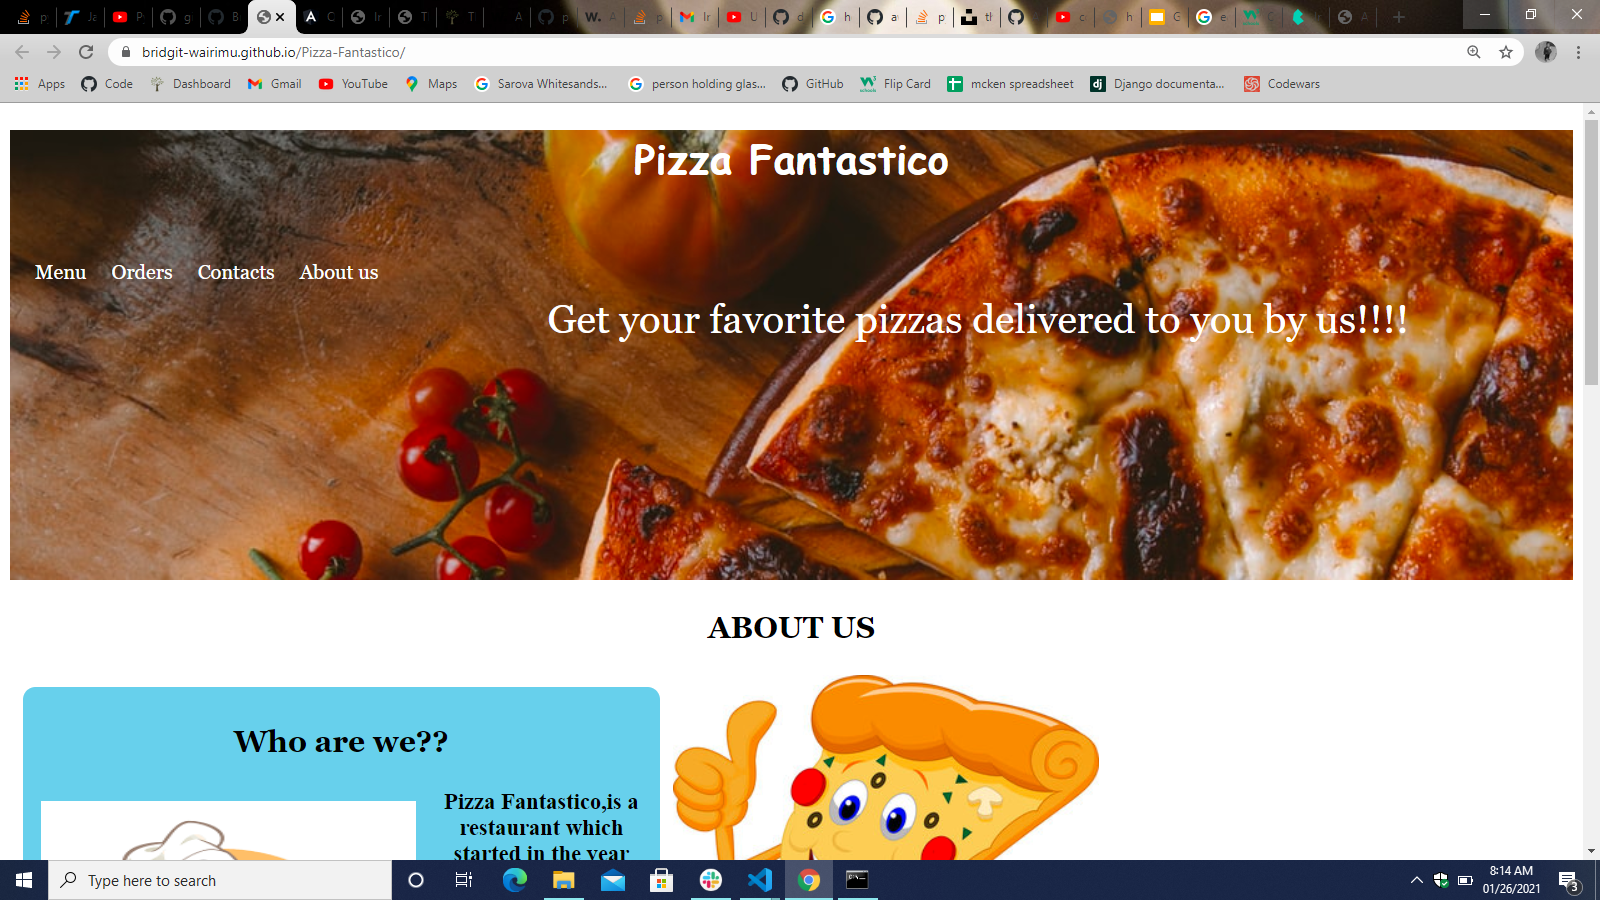 bridgit-wairimu.github.io/Pizza-Fantastico/
Apps Code Dashboard Gmail YouTube Maps Sarova Whitesands... person holding glas... GitHub Flip Card mcken spreadsheet Django documenta... Codewars
Pizza Fantastico
Menu Orders Contacts About us
Get your favorite pizzas delivered to you by us!!!!
ABOUT US
Who are we??
Pizza Fantastico,is a
restaurant which
started in the year
Type here to search
8:14 AM
01/26/2021
3